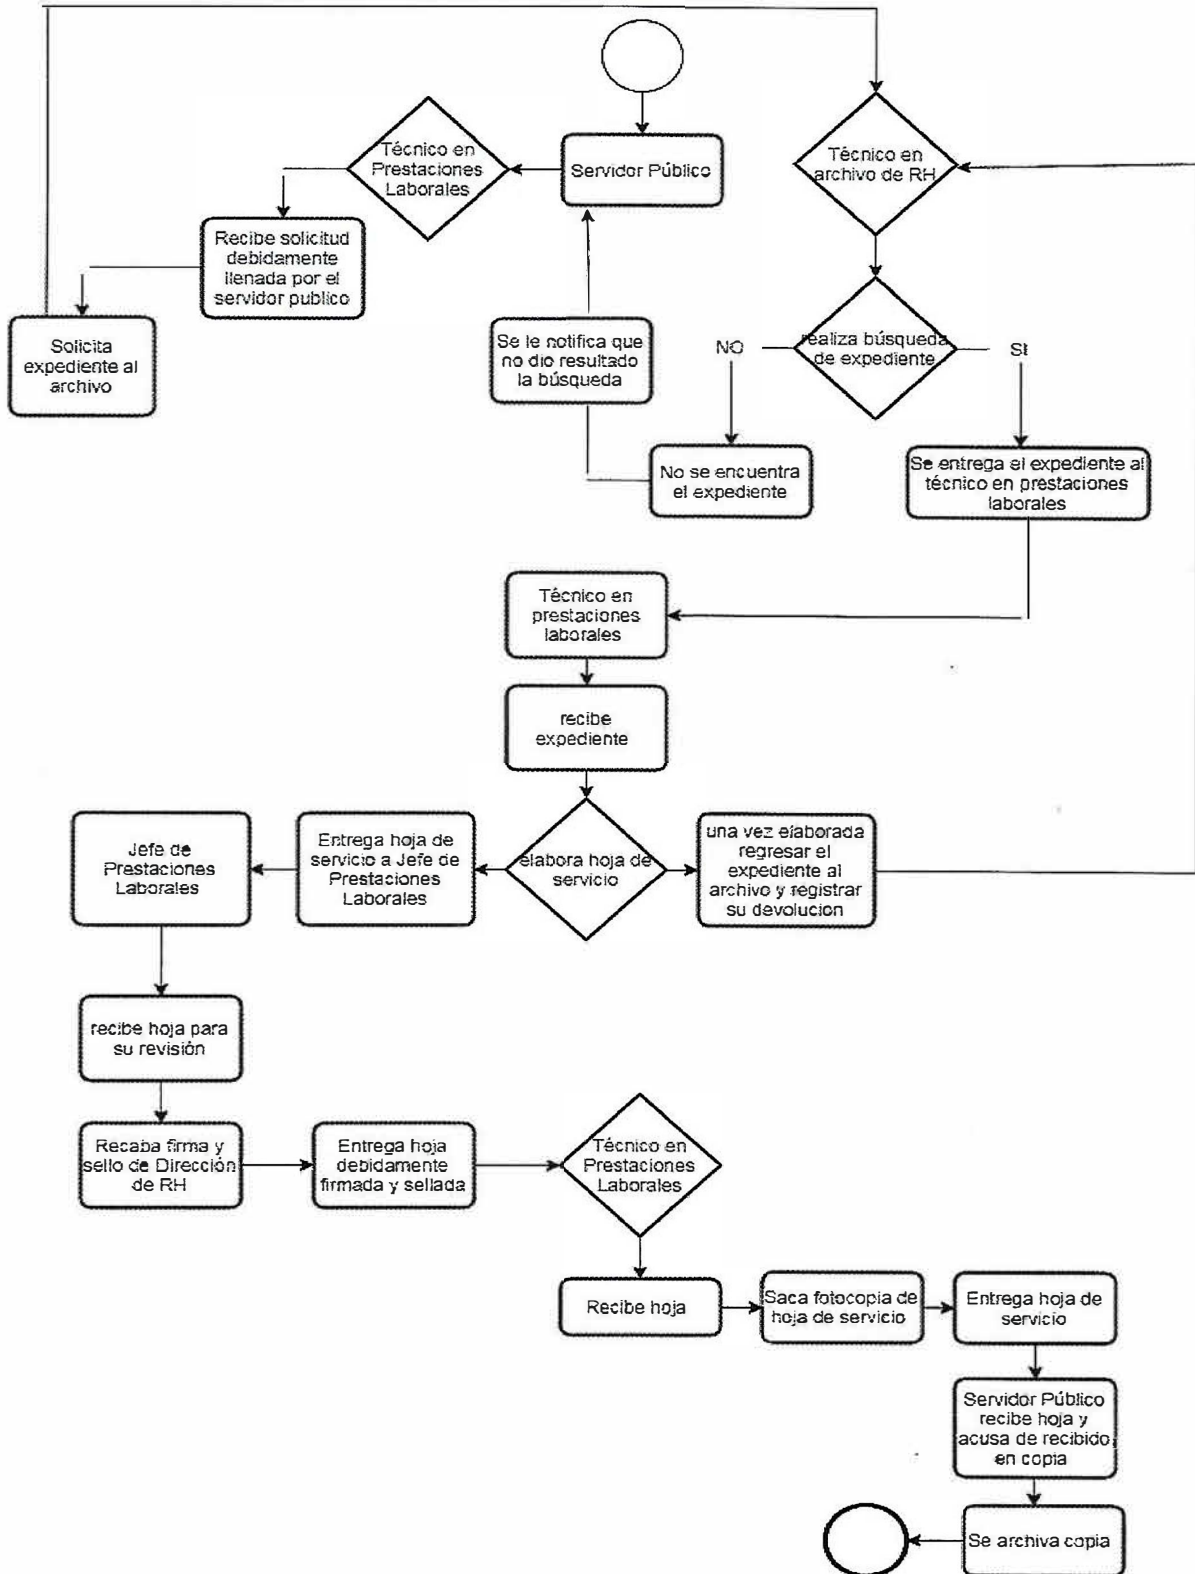 Servidor Público
Técnico en
Prestaciones
Laborales
Recibe solicitud
debidamente
llenada por el
servidor publico
Solicita
expediente al
archivo
Técnico en
archivo de RH
realiza búsqueda
de expediente
NO
SI
Se le notifica que
no dio resultado
la búsqueda
No se encuentra
el expediente
Se entrega el expediente al
técnico en prestaciones
laborales
Técnico en
prestaciones
laborales
recibe
expediente
elabora hoja de
servicio
Entrega hoja de
servicio a Jefe de
Prestaciones
Laborales
Jefe de
Prestaciones
Laborales
una vez elaborada
regresar el
expediente al
archivo y registrar
su devolucion
recibe hoja para
su revisión
Recaba firma y
sello de Dirección
de RH
Entrega hoja
debidamente
firmada y sellada
Técnico en
Prestaciones
Laborales
Recibe hoja
Saca fotocopia de
hoja de servicio
Entrega hoja de
servicio
Servidor Público
recibe hoja y
acusa de recibido
en copia
Se archiva copia